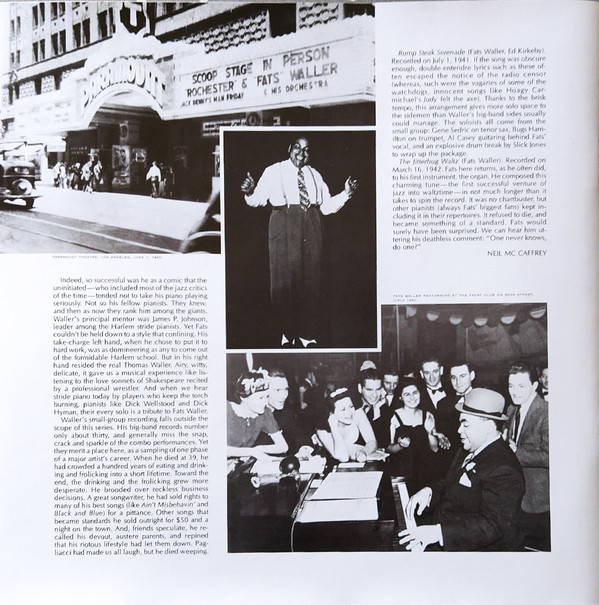 PARAMOUNT
SCOOP STAGE IN PERSON
"ROCHESTER" & "FATS" WALLER
JACK BENNY'S MAN FRIDAY & HIS ORCHESTRA
PARAMOUNT THEATRE, LOS ANGELES, JUNE
Indeed, so successful was he as a comic that the
uninitiated—who included most of the jazz critics
of the time—tended not to take his piano playing
seriously. Not so his fellow pianists. They knew,
and then as now they rank him among the giants.
Waller's principal mentor was James P. Johnson,
leader among the Harlem stride pianists. Yet Fats
couldn't be held down to a style that confining. His
take-charge left hand, when he chose to put it to
hard work, was as domineering as any to come out
of the formidable Harlem school. But in his right
hand resided the real Thomas Waller. Airy, witty,
delicate, it gave us a musical experience like lis-
tening to the love sonnets of Shakespeare recited
by a professional wrestler. And when we hear
stride piano today by players who keep the torch
burning, pianists like Dick Wellstood and Dick
Hyman, their every solo is a tribute to Fats Waller.
Waller's small-group recording falls outside the
scope of this series. His big-band records number
only about thirty, and generally miss the snap,
crack and sparkle of the combo performances. Yet
they merit a place here, as a sampling of one phase
of a major artist's career. When he died at 39, he
had crowded a hundred years of eating and drink-
ing and frolicking into a short lifetime. Toward the
end, the drinking and the frolicking grew more
desperate. He brooded over reckless business
decisions. A great songwriter, he had sold rights to
many of his best songs (like Ain't Misbehavin' and
Black and Blue) for a pittance. Other songs that
became standards he sold outright for $50 and a
night on the town. And, friends speculate, he re-
called his devout, austere parents, and repined
that his riotous lifestyle had let them down. Pag-
liacci had made us all laugh, but he died weeping.
Rump Steak Serenade (Fats Waller, Ed Kirkeby).
Recorded on July 1, 1941. If the song was obscure
enough, double-entendre lyrics such as these of-
ten escaped the notice of the radio censor
(whereas, such were the vagaries of some of the
watchdogs, innocent songs like Hoagy Car-
michael's Judy felt the axe). Thanks to the brisk
tempo, this arrangement gives more solo space to
the sidemen than Waller's big-band sides usually
could manage. The soloists all come from the
small group: Gene Sedric on tenor sax, Bugs Ham-
ilton on trumpet, Al Casey guitaring behind Fats'
vocal, and an explosive drum break by Slick Jones
to wrap up the package.
The Jitterbug Waltz (Fats Waller). Recorded on
March 16, 1942. Fats here returns, as he often did,
to his first instrument, the organ. He composed this
charming tune—the first successful venture of
jazz into waltztime—in not much longer than it
takes to spin the record. It was no chartbuster, but
other pianists (always Fats' biggest fans) kept in-
cluding it in their repertoires. It refused to die, and
became something of a standard. Fats would
surely have been surprised. We can hear him ut-
tering his deathless comment: "One never knows,
do one?"
NEIL MC CAFFREY
FATS WALLER PERFORMING AT THE YACHT CLUB ON 52ND STREET,